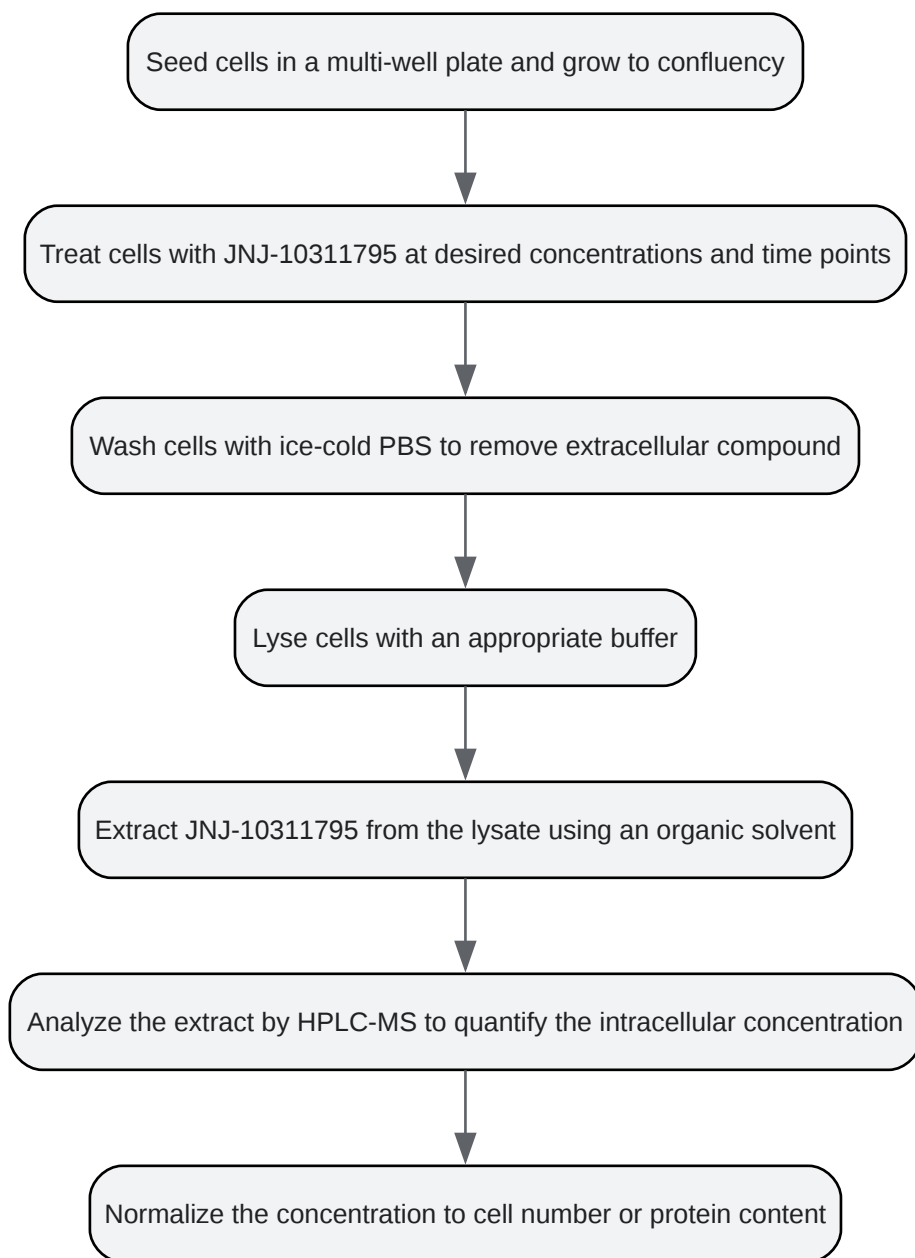 Seed cells in a multi-well plate and grow to confluency
Treat cells with JNJ-10311795 at desired concentrations and time points
Wash cells with ice-cold PBS to remove extracellular compound
Lyse cells with an appropriate buffer
Extract JNJ-10311795 from the lysate using an organic solvent
Analyze the extract by HPLC-MS to quantify the intracellular concentration
Normalize the concentration to cell number or protein content